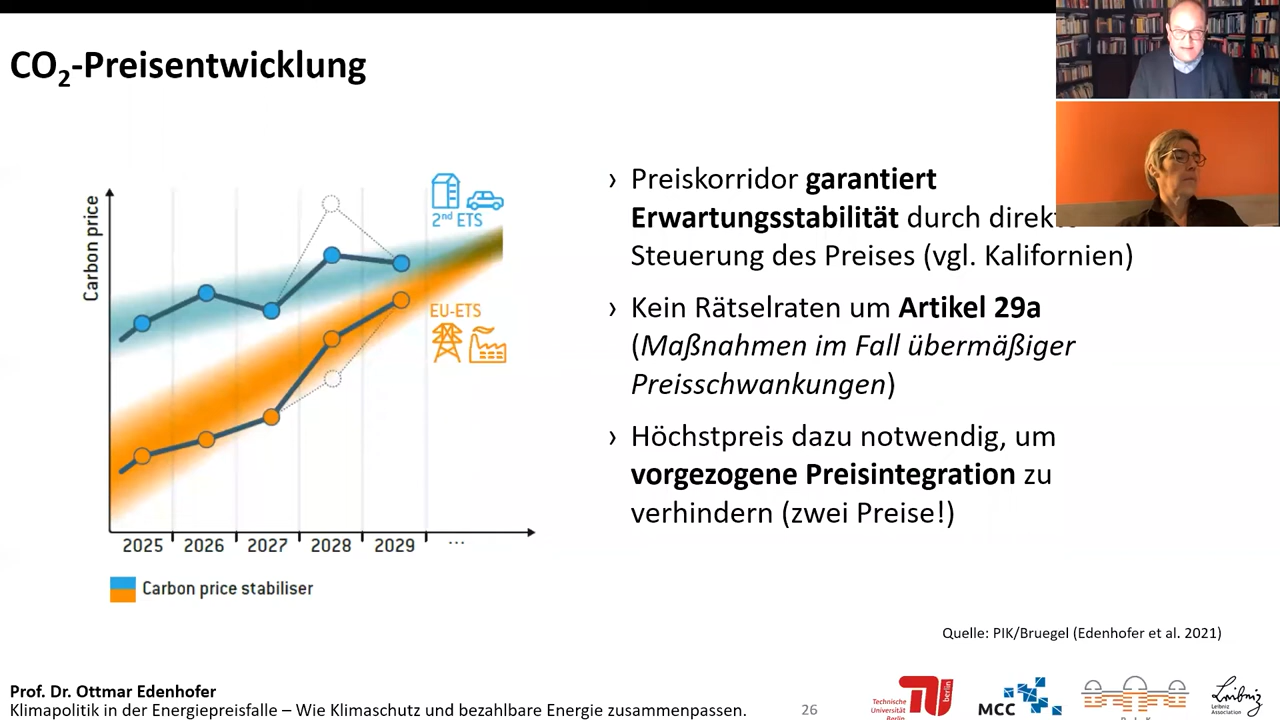 CO2-Preisentwicklung
Carbon price
2nd ETS
EU-ETS
2025 2026 2027 2028 2029 ...
Carbon price stabiliser
› Preiskorridor garantiert
Erwartungsstabilität durch
Steuerung des Preises (vgl. Kalifornien)
› Kein Rätselraten um Artikel 29a
(Maßnahmen im Fall übermäßiger
Preisschwankungen)
› Höchstpreis dazu notwendig, um
vorgezogene Preisintegration zu
verhindern (zwei Preise!)
Quelle: PIK/Bruegel (Edenhofer et al. 2021)
Prof. Dr. Ottmar Edenhofer
Klimapolitik in der Energiepreisfalle – Wie Klimaschutz und bezahlbare Energie zusammenpassen.
26
Technische
Universität
Berlin
berlin
MCC
Leibniz
Leibniz
Association